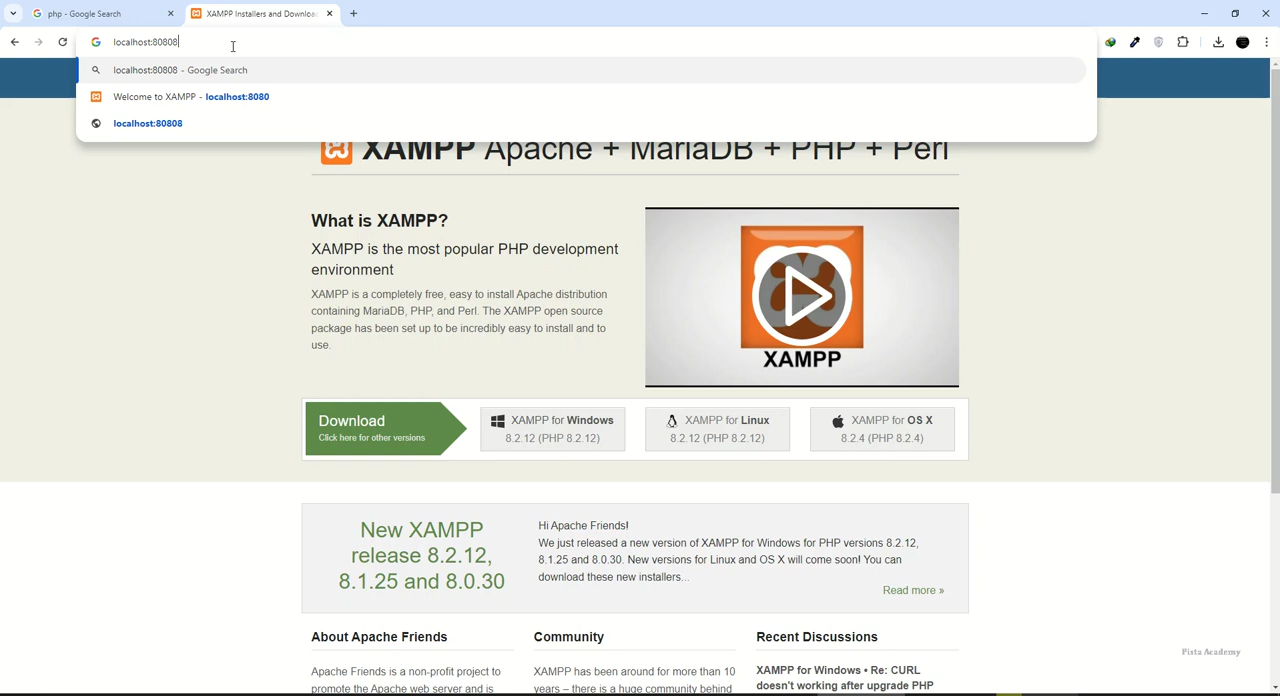 php - Google Search
XAMPP Installers and Downloa
localhost:80808
localhost:80808 - Google Search
Welcome to XAMPP - localhost:8080
localhost:80808
XAMPP Apache + MariaDB + PHP + Perl
What is XAMPP?
XAMPP is the most popular PHP development
environment
XAMPP is a completely free, easy to install Apache distribution
containing MariaDB, PHP, and Perl. The XAMPP open source
package has been set up to be incredibly easy to install and to
use.
XAMPP
Download
Click here for other versions
XAMPP for Windows
8.2.12 (PHP 8.2.12)
XAMPP for Linux
8.2.12 (PHP 8.2.12)
XAMPP for OS X
8.2.4 (PHP 8.2.4)
New XAMPP
release 8.2.12,
8.1.25 and 8.0.30
Hi Apache Friends!
We just released a new version of XAMPP for Windows for PHP versions 8.2.12,
8.1.25 and 8.0.30. New versions for Linux and OS X will come soon! You can
download these new installers...
Read more »
About Apache Friends
Apache Friends is a non-profit project to
promote the Apache web server and is
Community
XAMPP has been around for more than 10
years – there is a huge community behind
Recent Discussions
XAMPP for Windows • Re: CURL
doesn't working after upgrade PHP
Pista Academy